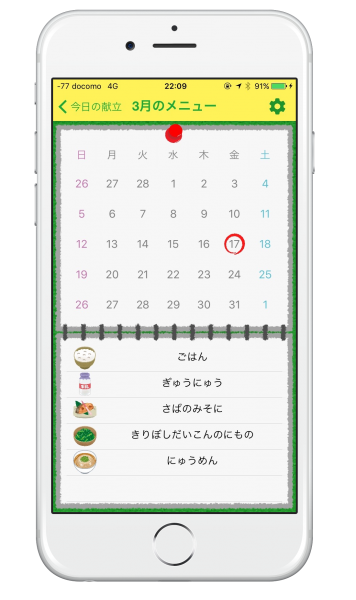 -77 docomo 4G 22:09 91%
今日の献立 3月のメニュー
日 月 火 水 木 金 土
26 27 28 1 2 3 4
5 6 7 8 9 10 11
12 13 14 15 16 17 18
19 20 21 22 23 24 25
26 27 28 29 30 31 1
ごはん
ぎゅうにゅう
さばのみそに
きりぼしだいこんのにもの
にゅうめん